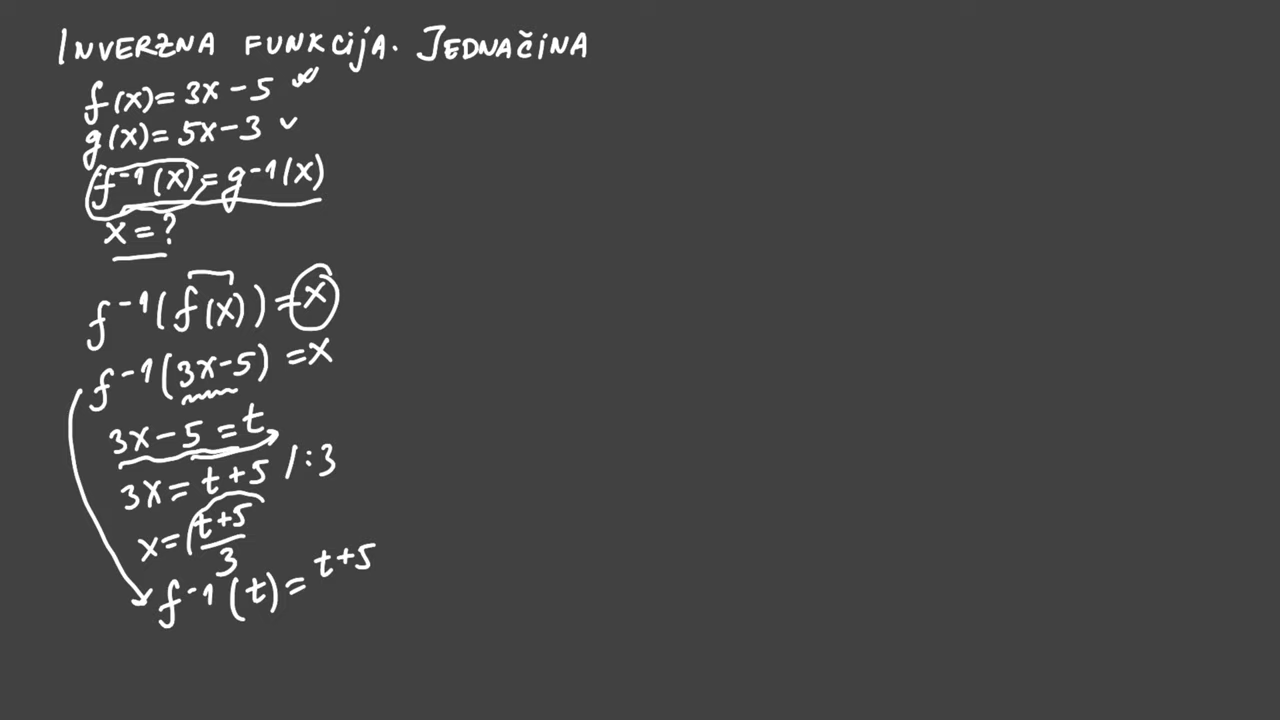 INVERZNA FUNKCIJA. JEDNAČINA
f(x)=3x-5
g(x)=5x-3
f⁻¹(x)=g⁻¹(x)
x=?
f⁻¹(f(x))=x
f⁻¹(3x-5)=x
3x-5=t
3x=t+5 /:3
x=(t+5)/3
f⁻¹(t)=t+5